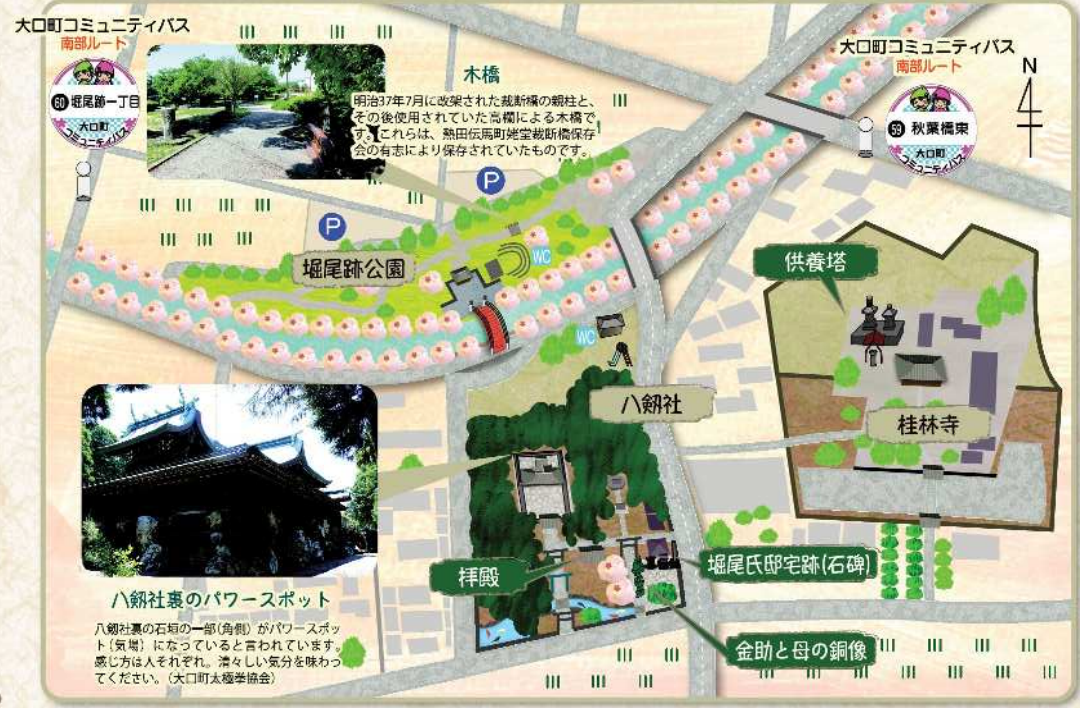 大口町コミュニティバス
南部ルート
60 堀尾跡一丁目
大口町
コミュニティバス
木橋
明治37年7月に改架された裁断橋の親柱と、
その後使用されていた高欄による木橋で
す。これらは、熱田伝馬町姥堂裁断橋保存
会の有志により保存されていたものです。
大口町コミュニティバス
南部ルート
59 秋葉橋東
大口町
コミュニティバス
N
P
P
堀尾跡公園
WC
WC
供養塔
八剱社
桂林寺
拝殿
堀尾氏邸宅跡(石碑)
金助と母の銅像
八剱社裏のパワースポット
八剱社裏の石垣の一部(角側)がパワースポッ
ト(気場)になっていると言われています。
感じ方は人それぞれ。清々しい気分を味わっ
てください。(大口町太極拳協会)